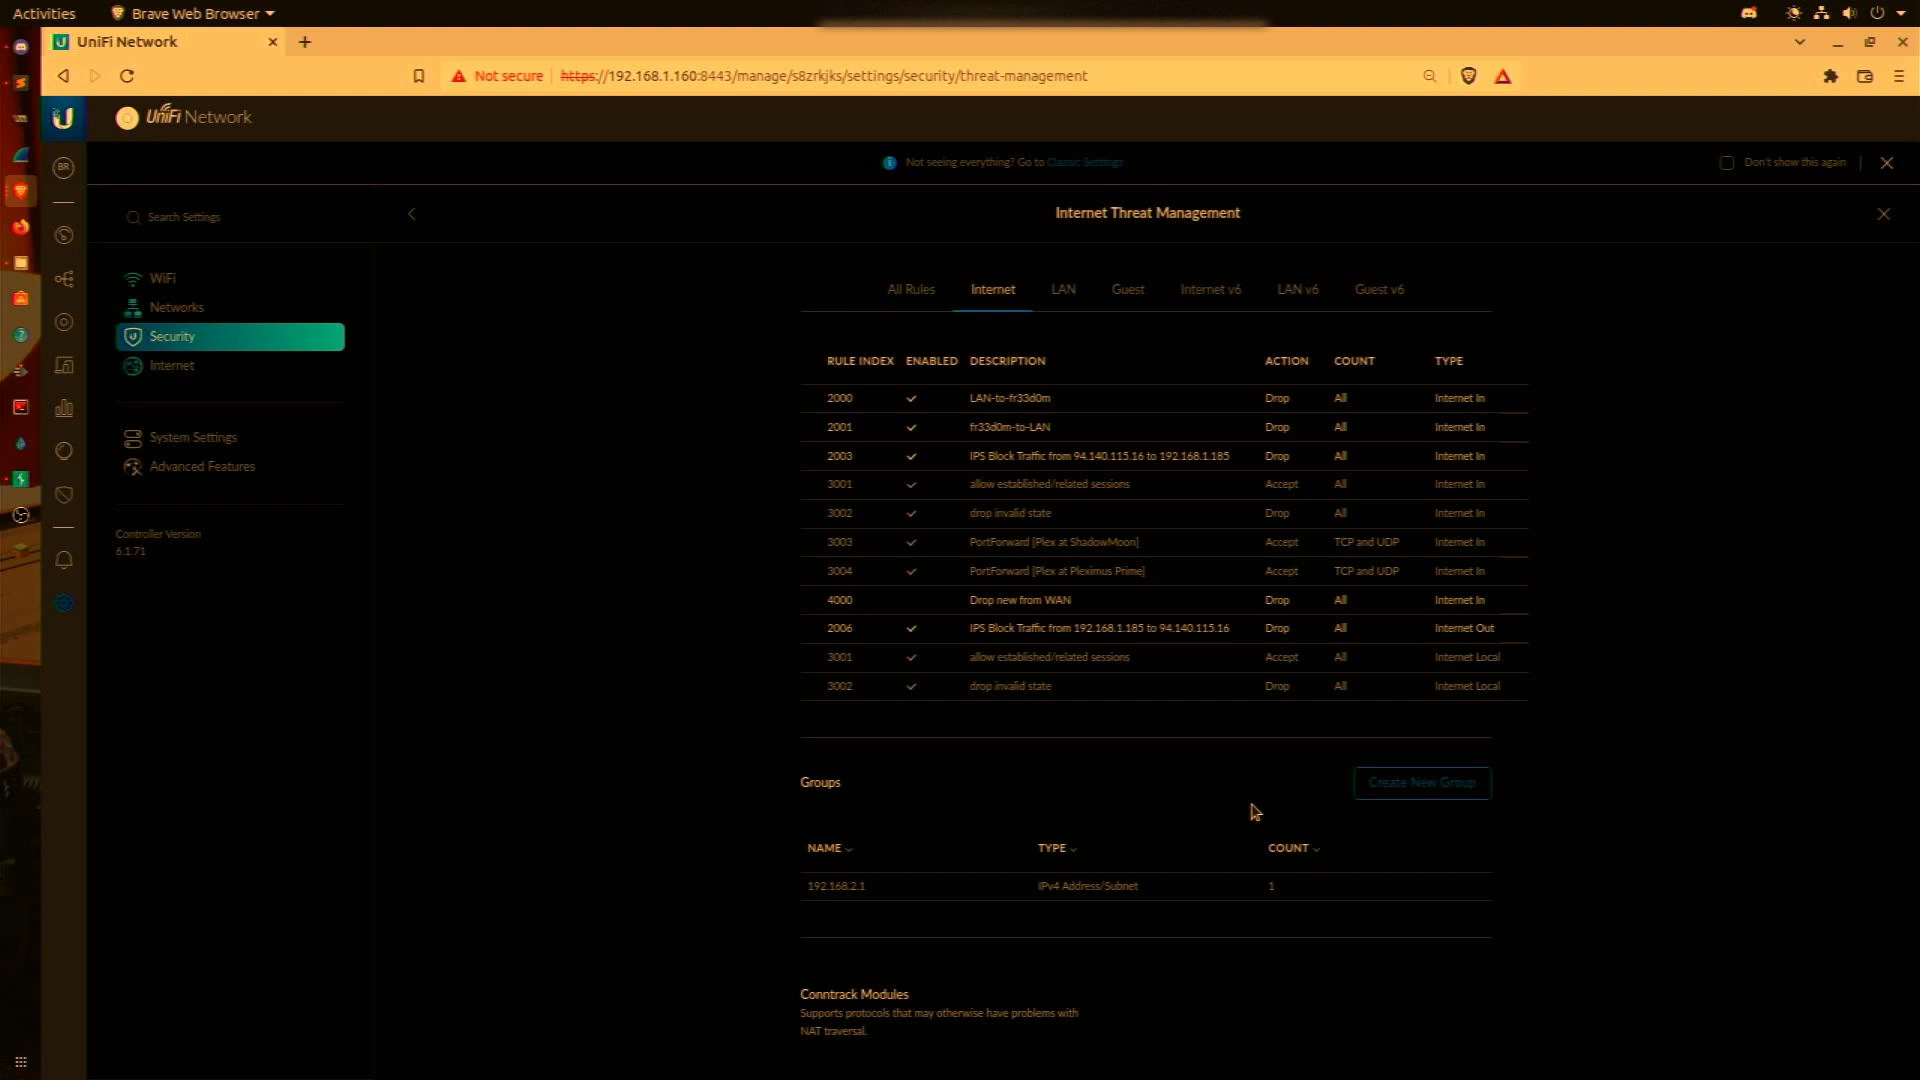 Activities
Brave Web Browser
UniFi Network
Not secure
https://192.168.1.160:8443/manage/s8zrkjks/settings/security/threat-management
UniFi Network
BR
Not seeing everything? Go to Classic Settings
Don't show this again
Search Settings
Internet Threat Management
WiFi
Networks
Security
Internet
System Settings
Advanced Features
Controller Version
6.1.71
All Rules Internet LAN Guest Internet v6 LAN v6 Guest v6
RULE INDEX ENABLED DESCRIPTION ACTION COUNT TYPE
2000 LAN-to-fr33d0m Drop All Internet In
2001 fr33d0m-to-LAN Drop All Internet In
2003 IPS Block Traffic from 94.140.115.16 to 192.168.1.185 Drop All Internet In
3001 allow established/related sessions Accept All Internet In
3002 drop invalid state Drop All Internet In
3003 PortForward [Plex at ShadowMoon] Accept TCP and UDP Internet In
3004 PortForward [Plex at Pleximus Prime] Accept TCP and UDP Internet In
4000 Drop new from WAN Drop All Internet In
2006 IPS Block Traffic from 192.168.1.185 to 94.140.115.16 Drop All Internet Out
3001 allow established/related sessions Accept All Internet Local
3002 drop invalid state Drop All Internet Local
Groups
Create New Group
NAME TYPE COUNT
192.168.2.1 IPv4 Address/Subnet 1
Conntrack Modules
Supports protocols that may otherwise have problems with
NAT traversal.